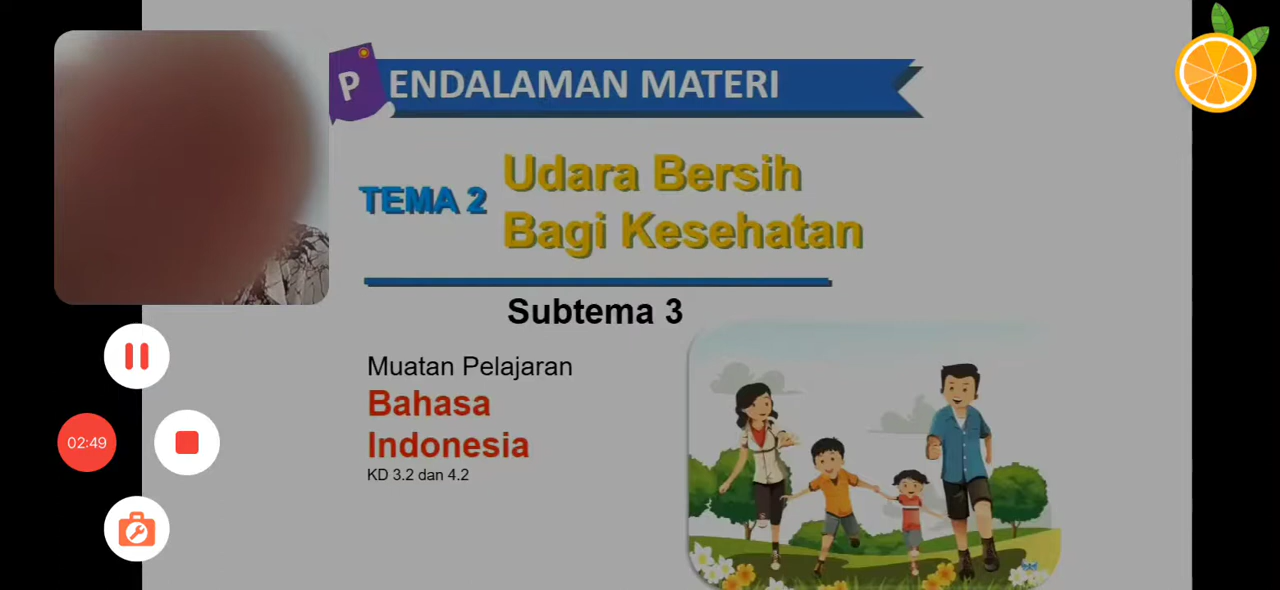 PENDALAMAN MATERI
TEMA 2
Udara Bersih
Bagi Kesehatan
Subtema 3
Muatan Pelajaran
Bahasa
Indonesia
KD 3.2 dan 4.2
02:49